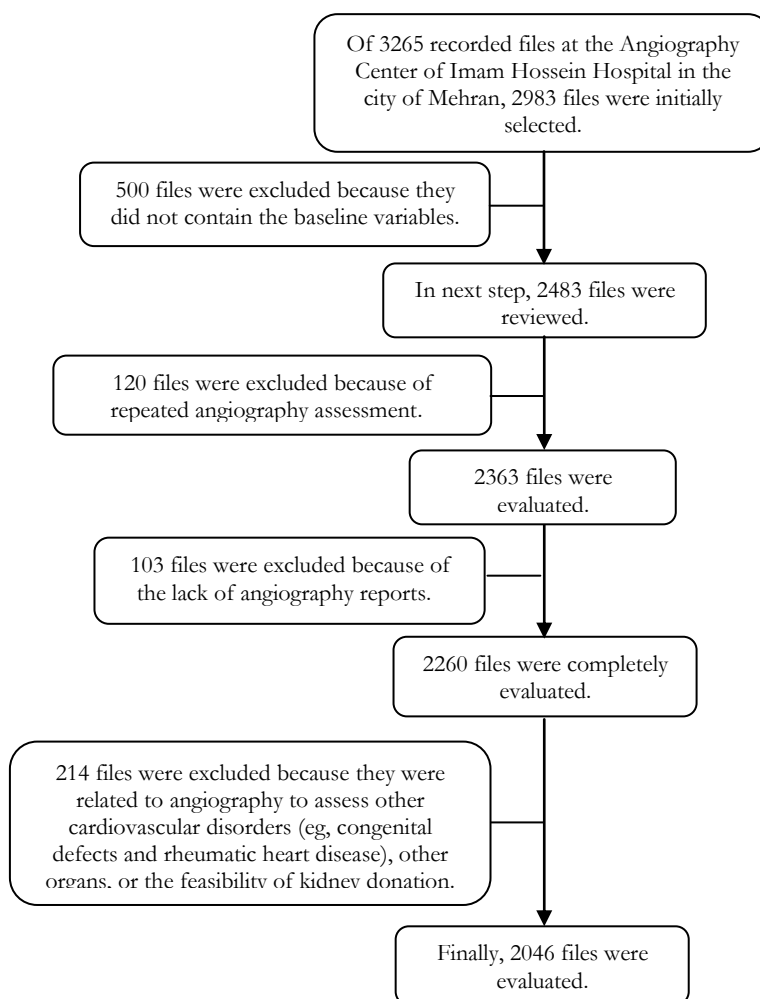 Of 3265 recorded files at the Angiography
Center of Imam Hossein Hospital in the
city of Mehran, 2983 files were initially
selected.
500 files were excluded because they
did not contain the baseline variables.
In next step, 2483 files were
reviewed.
120 files were excluded because of
repeated angiography assessment.
2363 files were
evaluated.
103 files were excluded because of
the lack of angiography reports.
2260 files were completely
evaluated.
214 files were excluded because they were
related to angiography to assess other
cardiovascular disorders (eg, congenital
defects and rheumatic heart disease), other
organs, or the feasibility of kidney donation.
Finally, 2046 files were
evaluated.